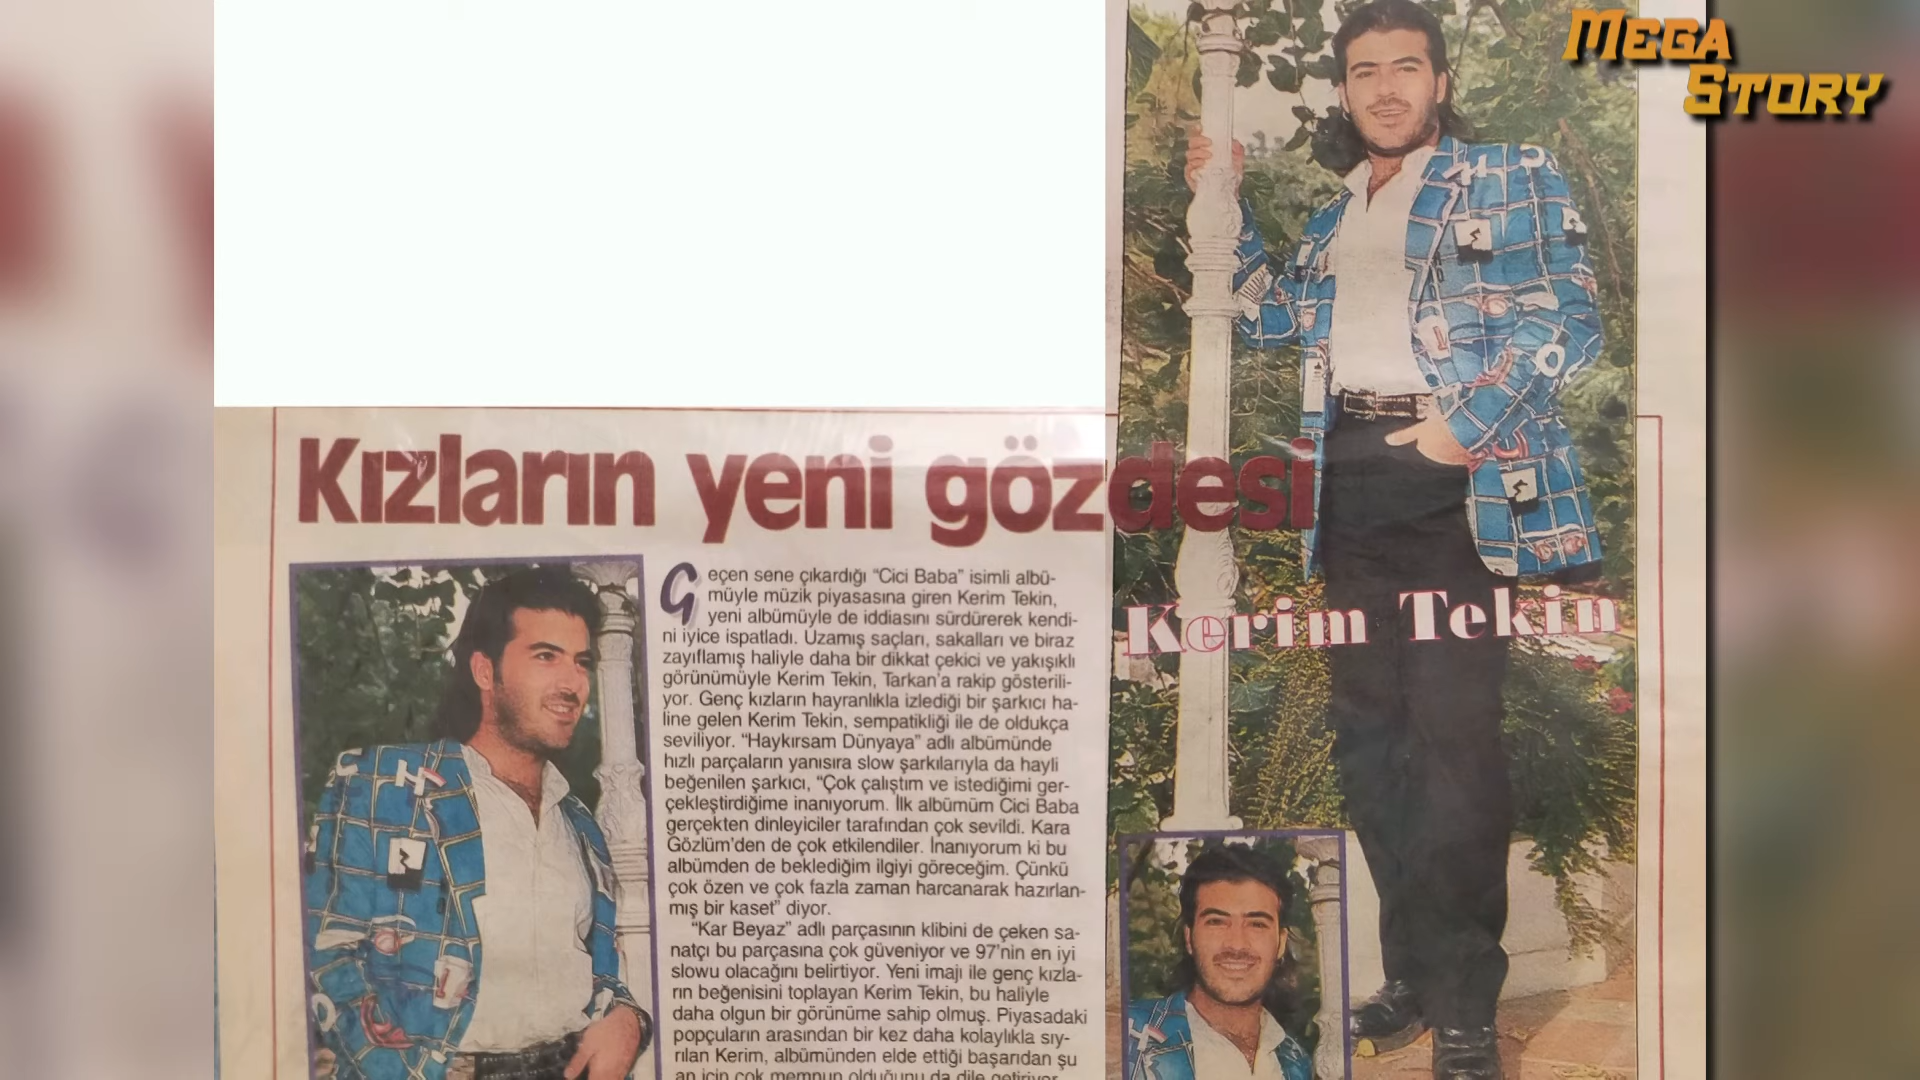 MEGA
STORY
Kızların yeni gözdesi
Kerim Tekin
Geçen sene çıkardığı “Cici Baba” isimli albü-
müyle müzik piyasasına giren Kerim Tekin,
yeni albümüyle de iddiasını sürdürerek kendi-
ni iyice ispatladı. Uzamış saçları, sakalları ve biraz
zayıflamış haliyle daha bir dikkat çekici ve yakışıklı
görünümüyle Kerim Tekin, Tarkan'a rakip gösterili-
yor. Genç kızların hayranlıkla izlediği bir şarkıcı ha-
line gelen Kerim Tekin, sempatikliği ile de oldukça
seviliyor. “Haykırsam Dünyaya” adlı albümünde
hızlı parçaların yanısıra slow şarkılarıyla da hayli
beğenilen şarkıcı, “Çok çalıştım ve istediğimi ger-
çekleştirdiğime inanıyorum. İlk albümüm Cici Baba
gerçekten dinleyiciler tarafından çok sevildi. Kara
Gözlüm'den de çok etkilendiler. İnanıyorum ki bu
albümden de beklediğim ilgiyi göreceğim. Çünkü
çok özen ve çok fazla zaman harcanarak hazırlan-
mış bir kaset” diyor.
“Kar Beyaz” adlı parçasının klibini de çeken sa-
natçı bu parçasına çok güveniyor ve 97'nin en iyi
slowu olacağını belirtiyor. Yeni imajı ile genç kızla-
rın beğenisini toplayan Kerim Tekin, bu haliyle
daha olgun bir görünüme sahip olmuş. Piyasadaki
popçuların arasından bir kez daha kolaylıkla sıy-
rılan Kerim, albümünden elde ettiği başarıdan şu
an için çok memnun olduğunu da dile getiriyor.